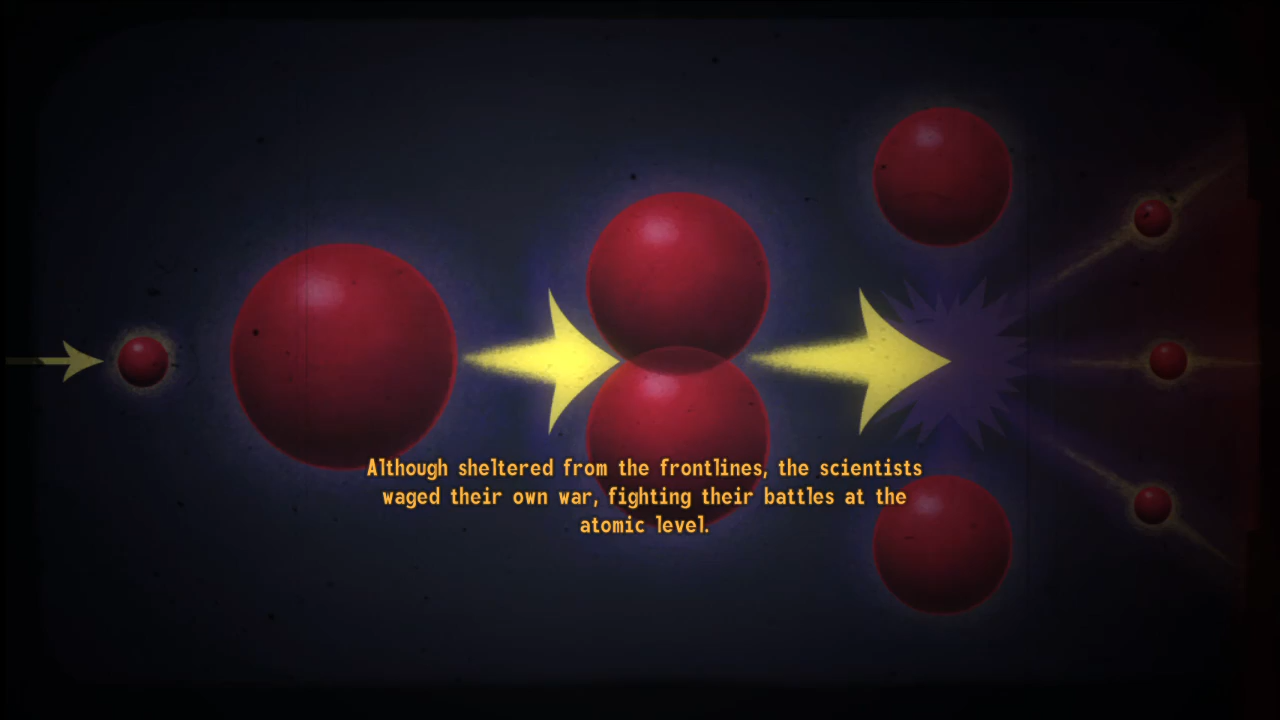 Although sheltered from the frontlines, the scientists
waged their own war, fighting their battles at the
atomic level.